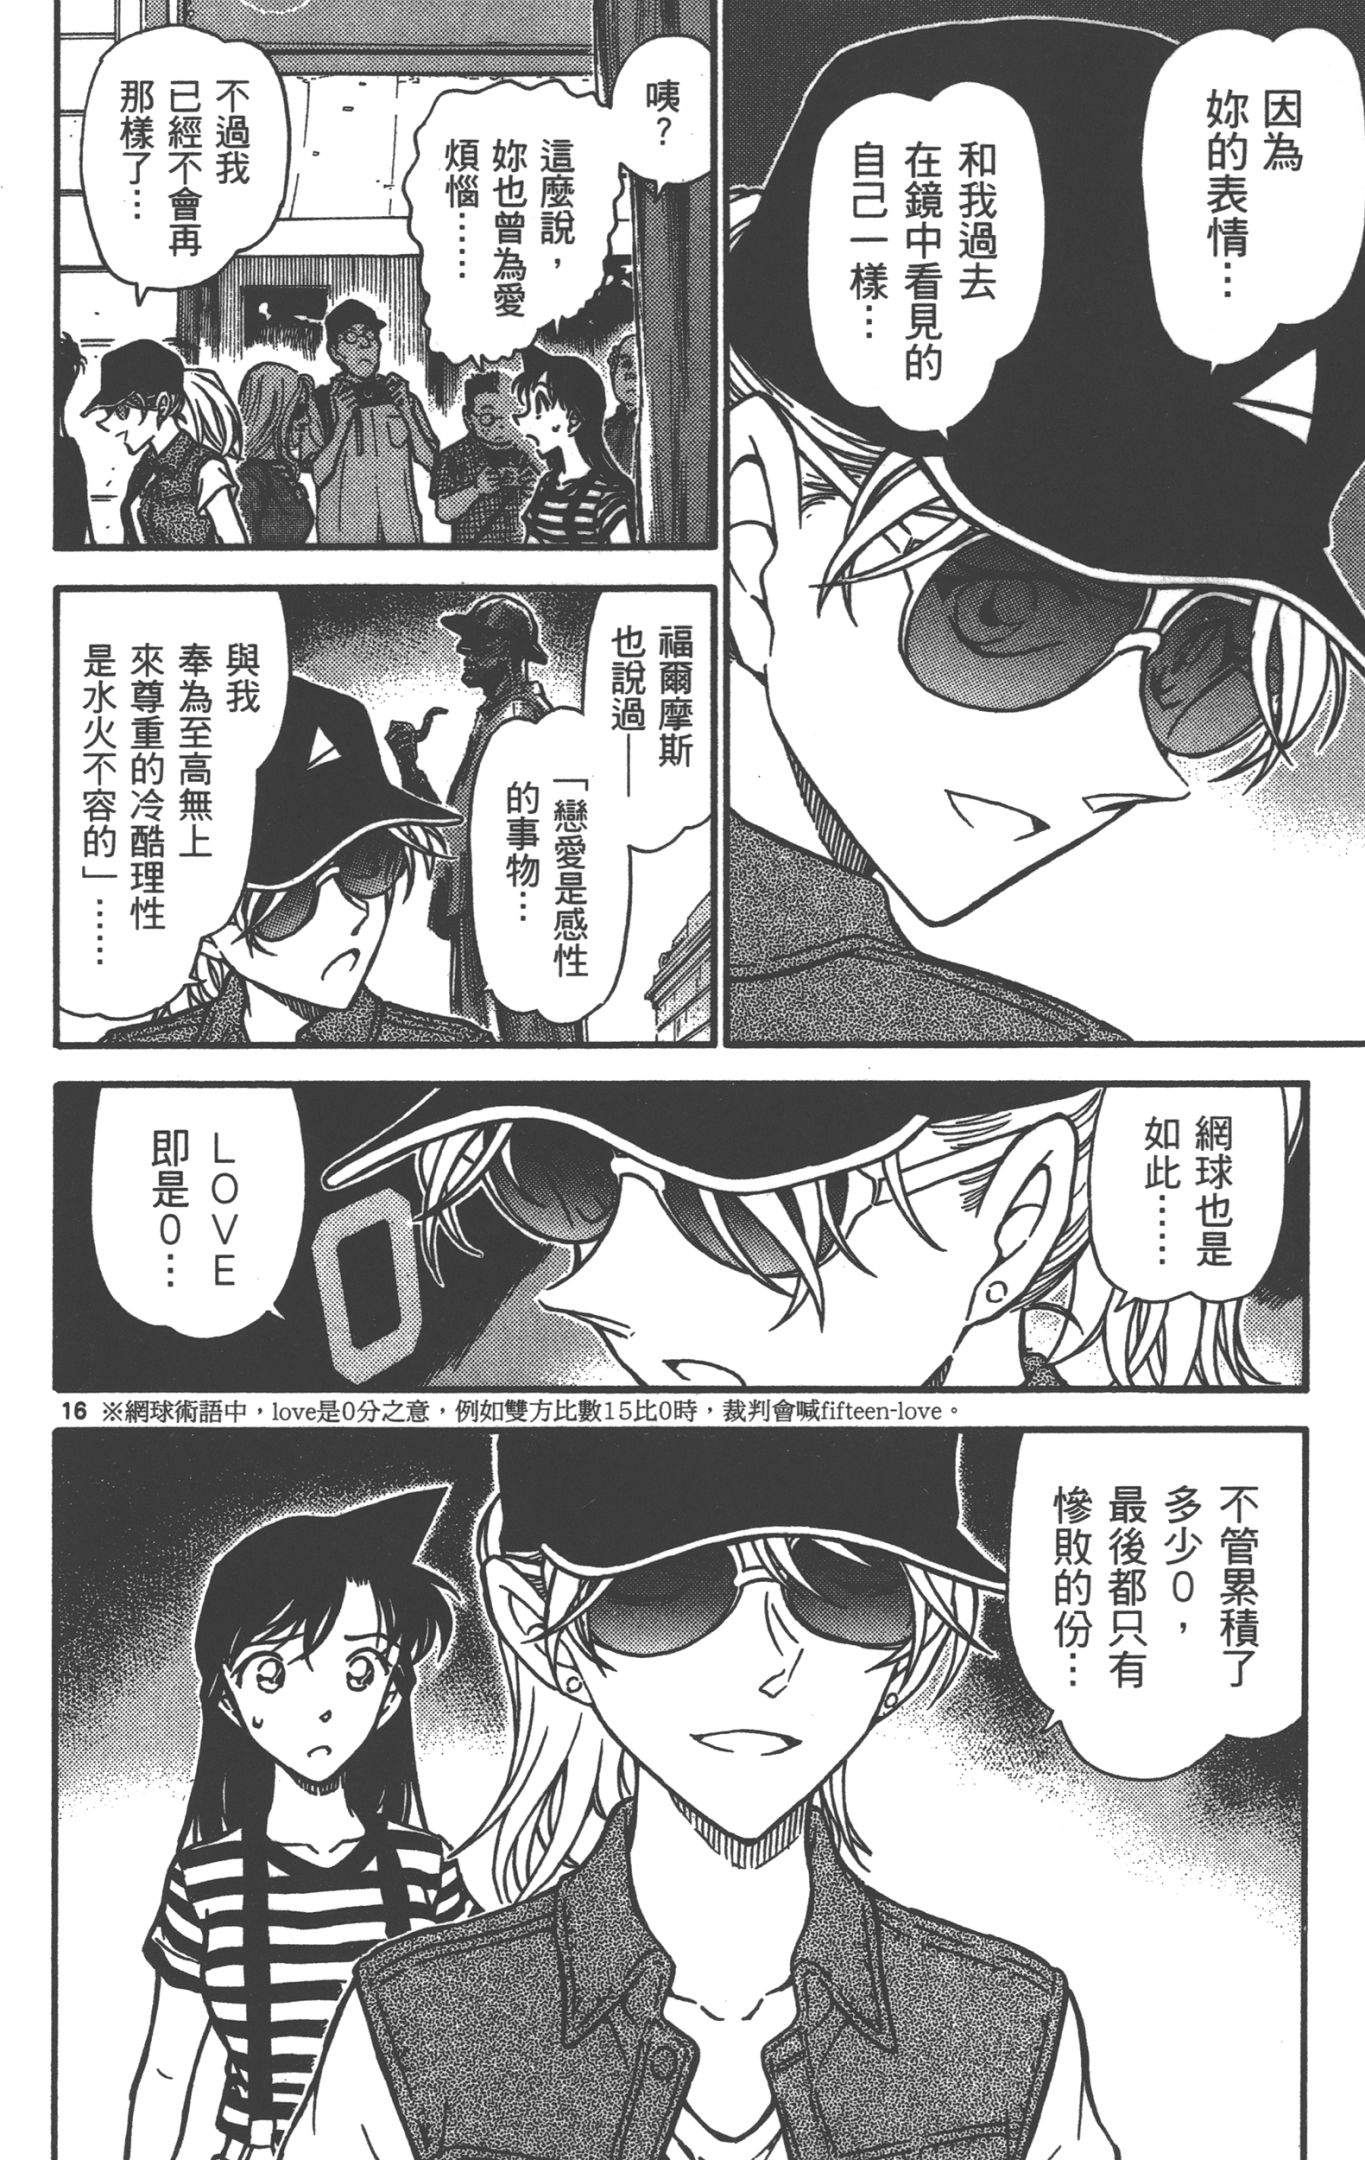 因為
妳的表情…
和我過去
在鏡中看見的
自己一樣…
咦？
這麼說，
妳也曾為愛
煩惱……
不過我
已經不會再
那樣了…
福爾摩斯
也說過──
「戀愛是感性
的事物…
與我
奉為至高無上
來尊重的冷酷理性
是水火不容的」……
網球也是
如此……
LOVE
即是0…
0
16 ※網球術語中，love是0分之意，例如雙方比數15比0時，裁判會喊fifteen-love。
不管累積了
多少0，
最後都只有
慘敗的份…